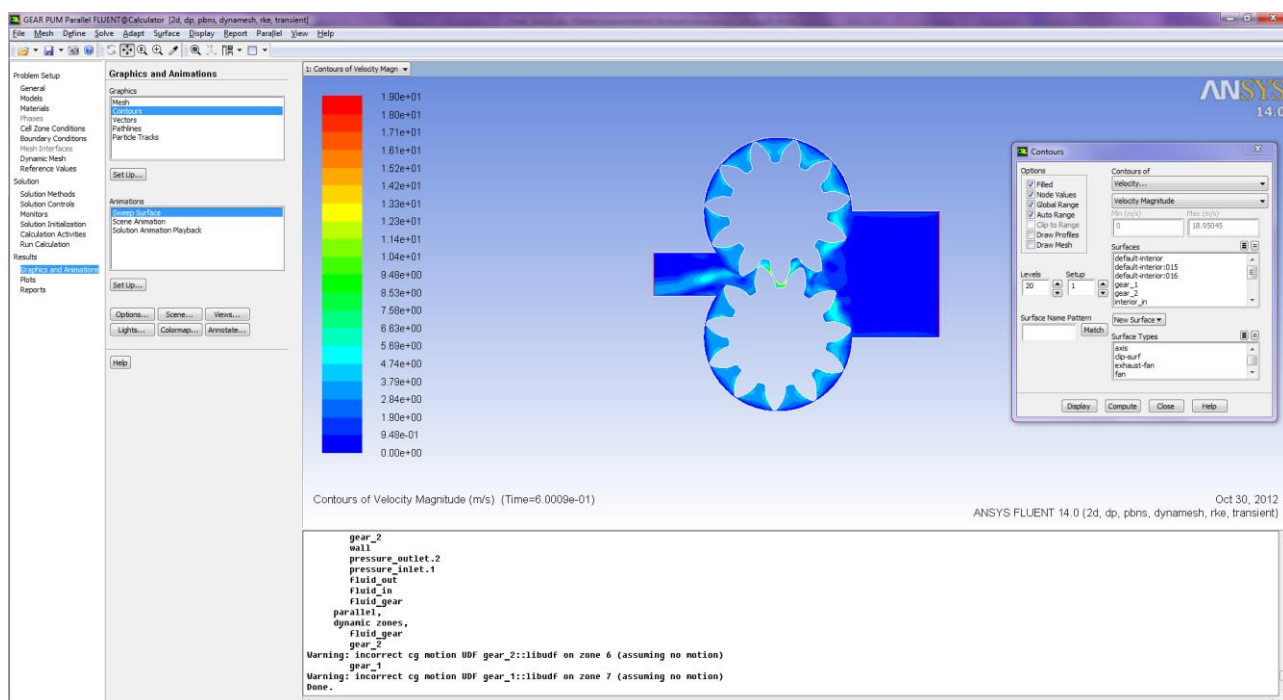 GEAR PUM Parallel FLUENT@Calculator [2d, dp, pbns, dynamesh, rke, transient]
File Mesh Define Solve Adapt Surface Display Report Parallel View Help
Problem Setup
General
Models
Materials
Phases
Cell Zone Conditions
Boundary Conditions
Mesh Interfaces
Dynamic Mesh
Reference Values
Solution
Solution Methods
Solution Controls
Monitors
Solution Initialization
Calculation Activities
Run Calculation
Results
Graphics and Animations
Plots
Reports
Graphics and Animations
Graphics
Mesh
Contours
Vectors
Pathlines
Particle Tracks
Set Up...
Animations
Sweep Surface
Scene Animation
Solution Animation Playback
Set Up...
Options... Scene... Views...
Lights... Colormap... Annotate...
Help
1: Contours of Velocity Magn
1.90e+01
1.80e+01
1.71e+01
1.61e+01
1.52e+01
1.42e+01
1.33e+01
1.23e+01
1.14e+01
1.04e+01
9.48e+00
8.53e+00
7.58e+00
6.63e+00
5.69e+00
4.74e+00
3.79e+00
2.84e+00
1.90e+00
9.48e-01
0.00e+00
ANSYS
14.0
Contours
Options
Filled
Node Values
Global Range
Auto Range
Clip to Range
Draw Profiles
Draw Mesh
Levels Setup
20 1
Surface Name Pattern
Match
Contours of
Velocity...
Velocity Magnitude
Min (m/s) Max (m/s)
0 18.95045
Surfaces
default-interior
default-interior:015
default-interior:016
gear_1
gear_2
interior_in
New Surface
Surface Types
axis
clip-surf
exhaust-fan
fan
Display Compute Close Help
Contours of Velocity Magnitude (m/s) (Time=6.0009e-01)
Oct 30, 2012
ANSYS FLUENT 14.0 (2d, dp, pbns, dynamesh, rke, transient)
gear_2
wall
pressure_outlet.2
pressure_inlet.1
fluid_out
fluid_in
fluid_gear
parallel,
dynamic zones,
fluid_gear
gear_2
Warning: incorrect cg motion UDF gear_2::libudf on zone 6 (assuming no motion)
gear_1
Warning: incorrect cg motion UDF gear_1::libudf on zone 7 (assuming no motion)
Done.